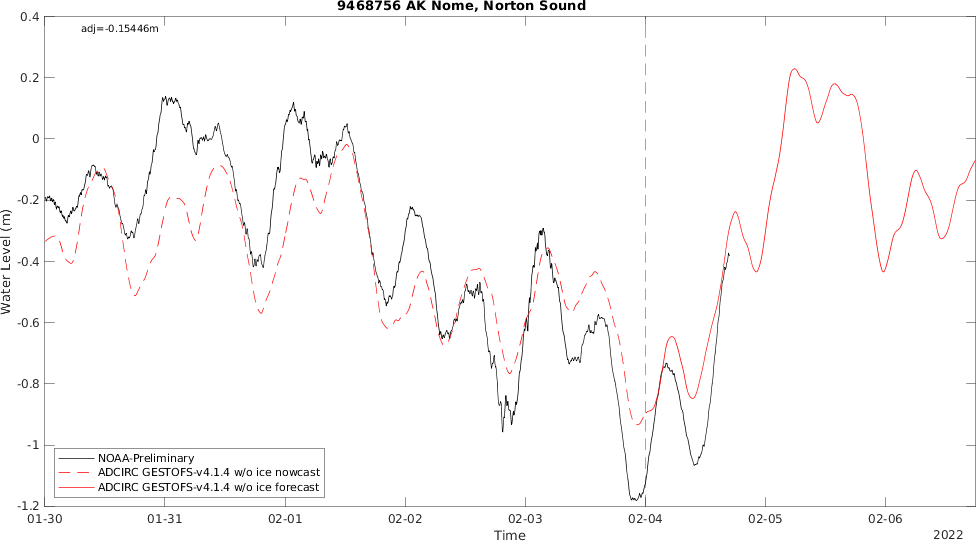 9468756 AK Nome, Norton Sound
adj=-0.15446m
0.4
0.2
0
-0.2
-0.4
-0.6
-0.8
-1
-1.2
Water Level (m)
NOAA-Preliminary
ADCIRC GESTOFS-v4.1.4 w/o ice nowcast
ADCIRC GESTOFS-v4.1.4 w/o ice forecast
01-30 01-31 02-01 02-02 02-03 02-04 02-05 02-06
Time
2022